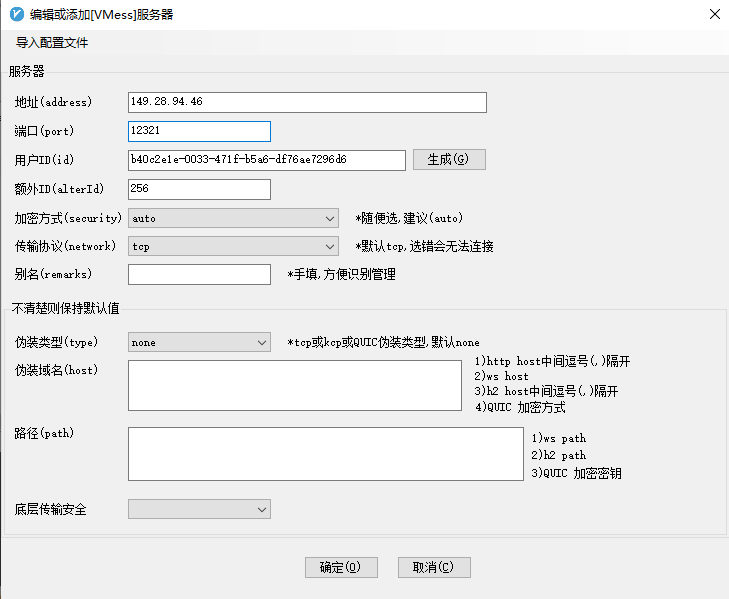 编辑或添加[VMess]服务器
导入配置文件
服务器
地址(address) 149.28.94.46
端口(port) 12321
用户ID(id) b40c2e1e-0033-471f-b5a6-df76ae7296d6 生成(G)
额外ID(alterId) 256
加密方式(security) auto *随便选,建议(auto)
传输协议(network) tcp *默认tcp,选错会无法连接
别名(remarks) *手填,方便识别管理
不清楚则保持默认值
伪装类型(type) none *tcp或kcp或QUIC伪装类型,默认none
伪装域名(host) 1)http host中间逗号(,)隔开
2)ws host
3)h2 host中间逗号(,)隔开
4)QUIC 加密方式
路径(path) 1)ws path
2)h2 path
3)QUIC 加密密钥
底层传输安全
确定(O) 取消(C)